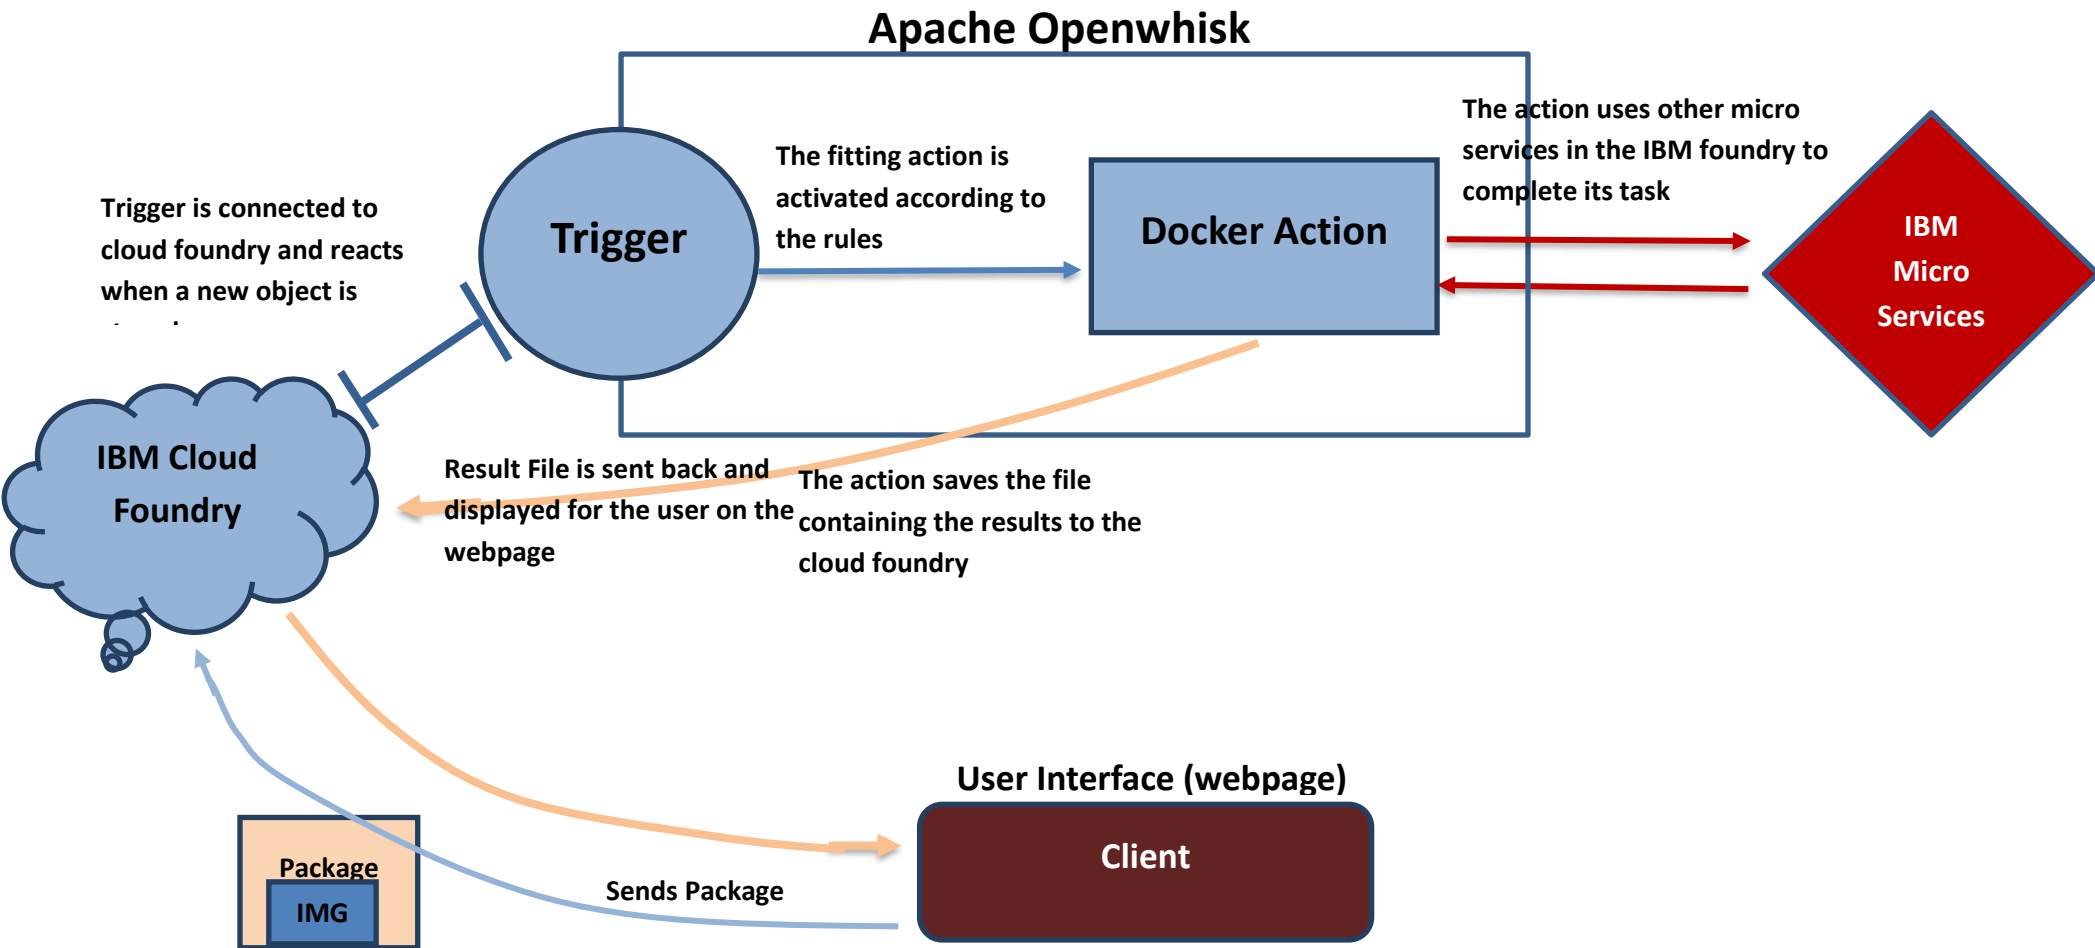 Apache Openwhisk
The action uses other micro
services in the IBM foundry to
complete its task
The fitting action is
activated according to
the rules
Trigger is connected to
cloud foundry and reacts
when a new object is
Trigger
Docker Action
IBM
Micro
Services
IBM Cloud
Foundry
Result File is sent back and
displayed for the user on the
webpage
The action saves the file
containing the results to the
cloud foundry
User Interface (webpage)
Client
Package
IMG
Sends Package